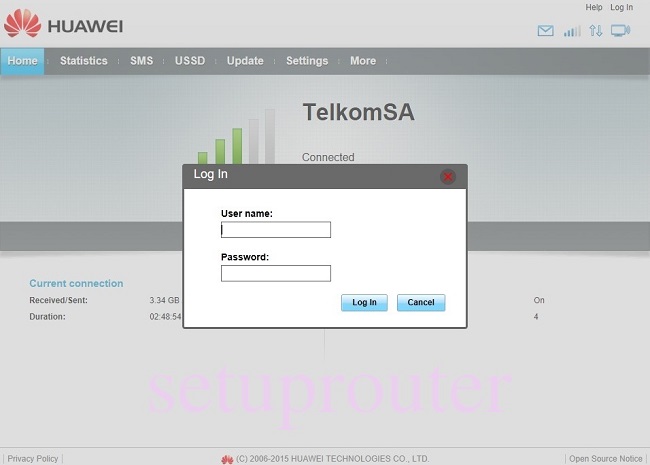 Help Log In
HUAWEI
Home Statistics SMS USSD Update Settings More
TelkomSA
Connected
Log In
User name:
Password:
Log In Cancel
Current connection
Received/Sent: 3.34 GB On
Duration: 02:48:54 4
setuprouter
Privacy Policy (C) 2006-2015 HUAWEI TECHNOLOGIES CO., LTD. Open Source Notice